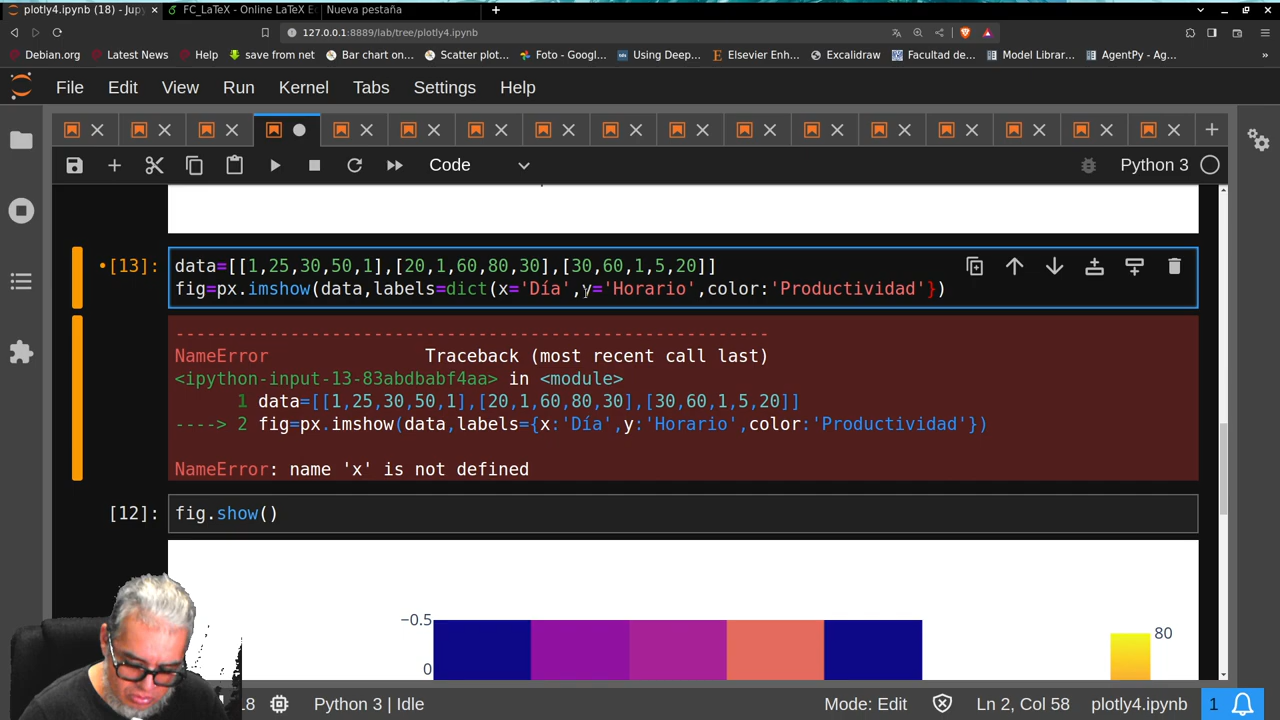 plotly4.ipynb (18) - Jup
FC_LaTeX - Online LaTeX E
Nueva pestaña
127.0.0.1:8889/lab/tree/plotly4.ipynb
Debian.org
Latest News
Help
save from net
Bar chart on...
Scatter plot...
Foto - Googl...
Using Deep...
Elsevier Enh...
Excalidraw
Facultad de...
Model Librar...
AgentPy - Ag...
File Edit View Run Kernel Tabs Settings Help
Code
Python 3
[13]:
data=[[1,25,30,50,1],[20,1,60,80,30],[30,60,1,5,20]]
fig=px.imshow(data,labels=dict(x='Día',y='Horario',color:'Productividad'})
---------------------------------------------------------------------------
NameError Traceback (most recent call last)
<ipython-input-13-83abdbabf4aa> in <module>
1 data=[[1,25,30,50,1],[20,1,60,80,30],[30,60,1,5,20]]
----> 2 fig=px.imshow(data,labels={x:'Día',y:'Horario',color:'Productividad'})
NameError: name 'x' is not defined
[12]:
fig.show()
−0.5
0
80
Python 3 | Idle
Mode: Edit
Ln 2, Col 58
plotly4.ipynb
1